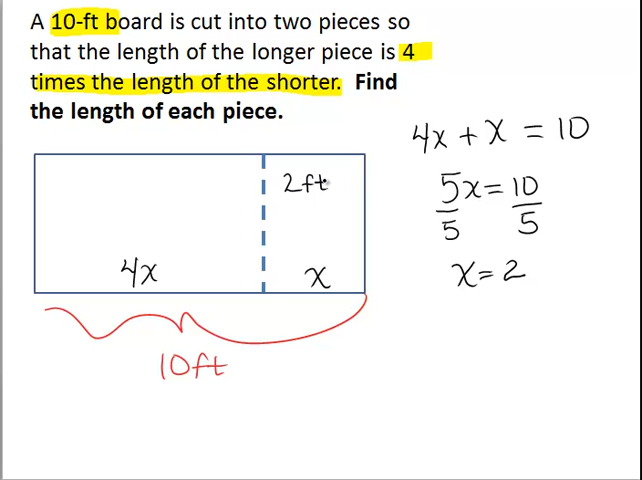 A 10-ft board is cut into two pieces so
that the length of the longer piece is 4
times the length of the shorter. Find
the length of each piece.
4x + x = 10
2ft
5x = 10
5 5
4x x
x = 2
10ft